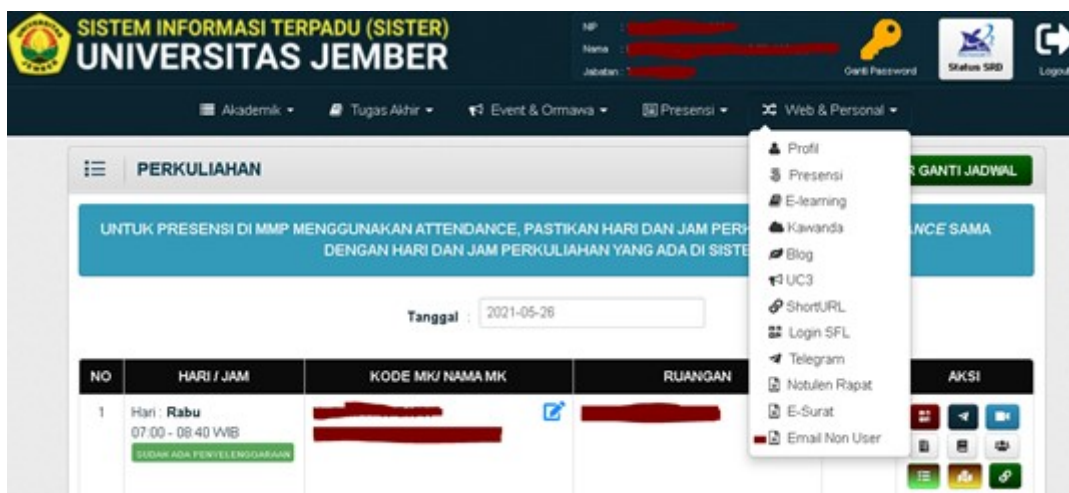 SISTEM INFORMASI TERPADU (SISTER)
UNIVERSITAS JEMBER
NIP :
Nama :
Jabatan :
Ganti Password
Status SRD
Logout
Akademik
Tugas Akhir
Event & Ormawa
Presensi
Web & Personal
PERKULIAHAN
R GANTI JADWAL
Profil
Presensi
E-learning
Kawanda
Blog
UC3
ShortURL
Login SFL
Telegram
Notulen Rapat
E-Surat
Email Non User
UNTUK PRESENSI DI MMP MENGGUNAKAN ATTENDANCE, PASTIKAN HARI DAN JAM PERK NCE SAMA
DENGAN HARI DAN JAM PERKULIAHAN YANG ADA DI SISTE
Tanggal : 2021-05-26
NO HARI / JAM KODE MK/ NAMA MK RUANGAN AKSI
1 Hari : Rabu
07:00 - 08:40 WIB
SUDAH ADA PENYELENGGARAAN